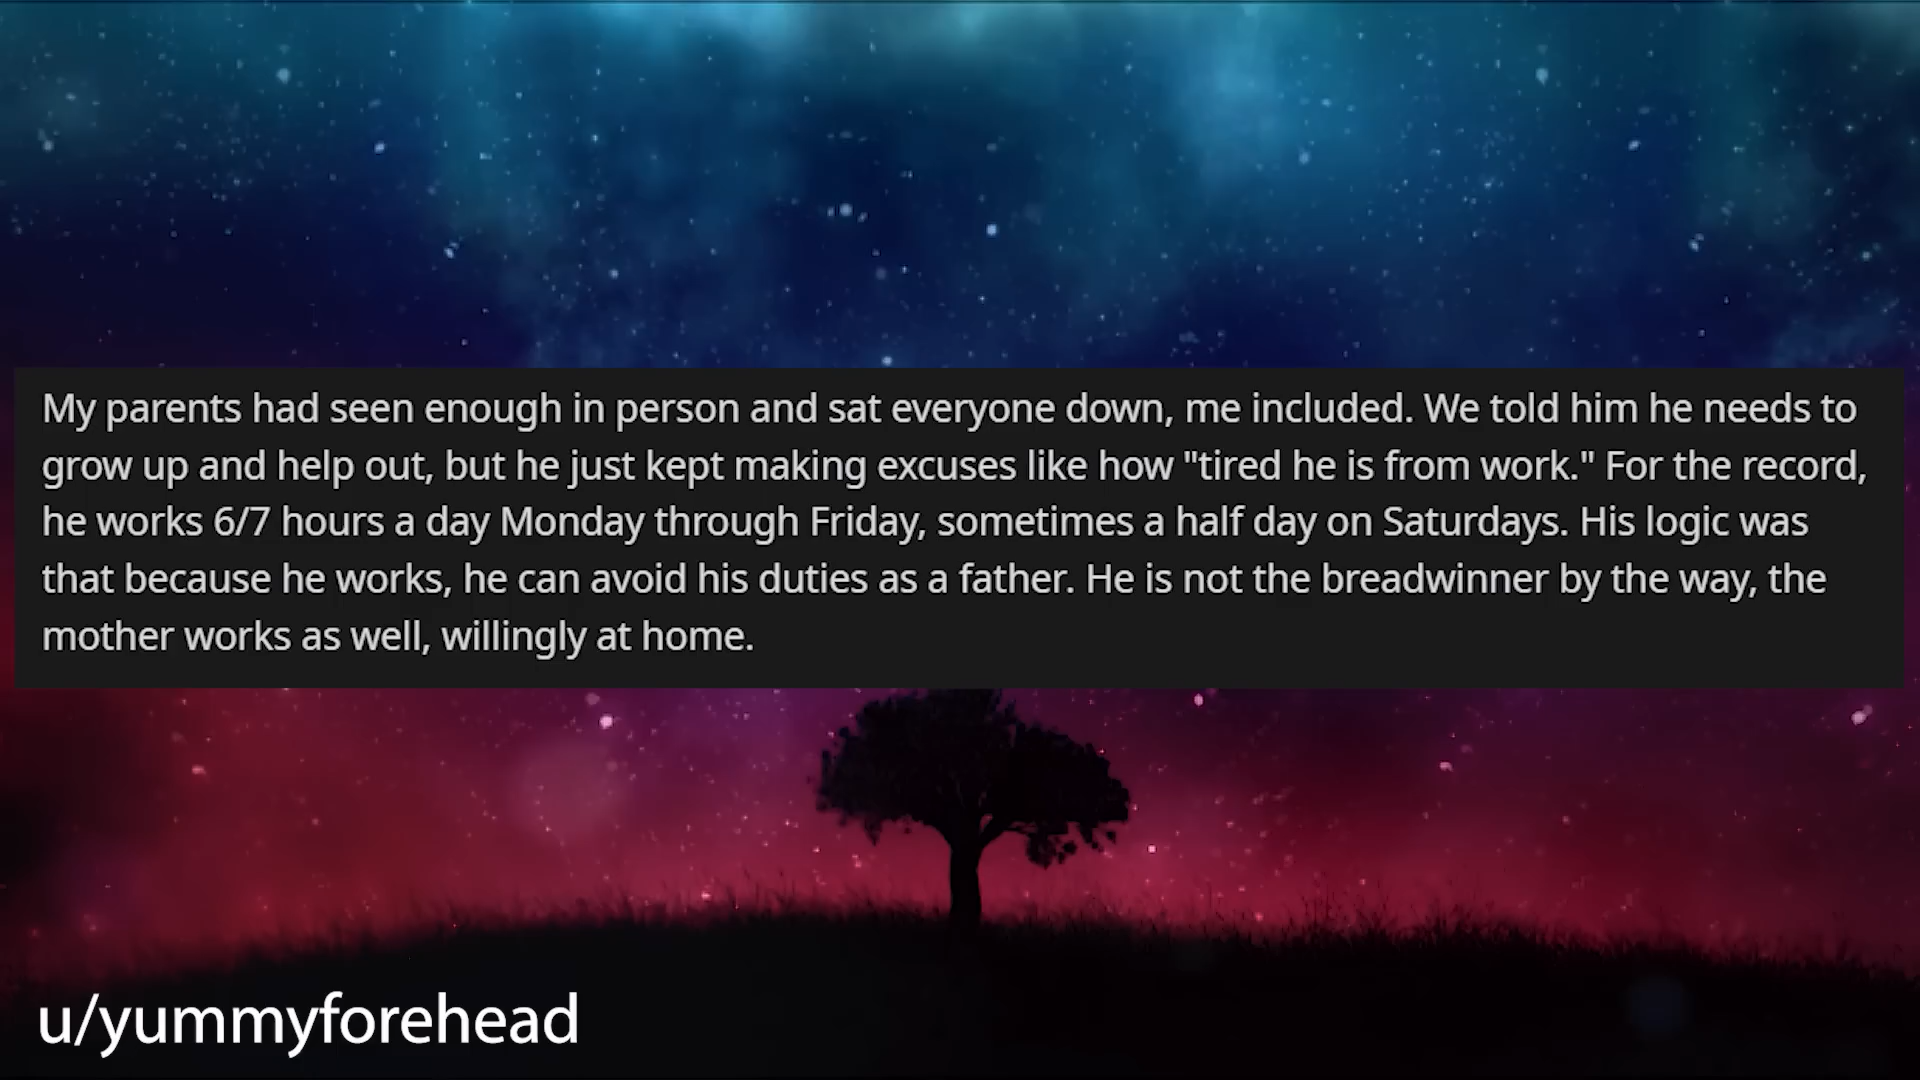 My parents had seen enough in person and sat everyone down, me included. We told him he needs to
grow up and help out, but he just kept making excuses like how "tired he is from work." For the record,
he works 6/7 hours a day Monday through Friday, sometimes a half day on Saturdays. His logic was
that because he works, he can avoid his duties as a father. He is not the breadwinner by the way, the
mother works as well, willingly at home.
u/yummyforehead